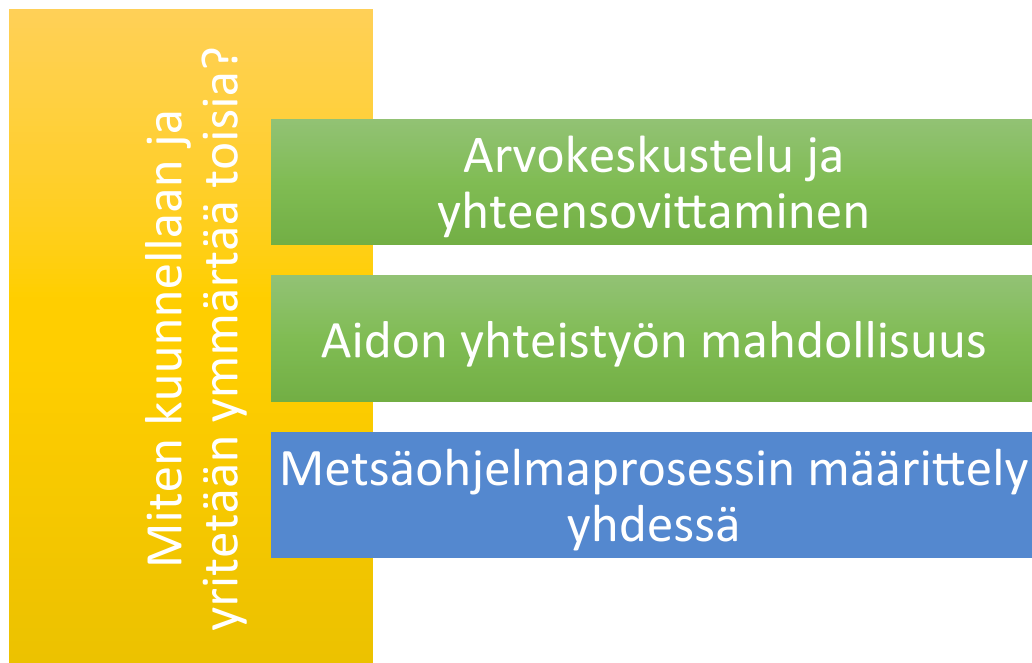 Miten kuunnellaan ja
yritetään ymmärtää toisia?
Arvokeskustelu ja
yhteensovittaminen
Aidon yhteistyön mahdollisuus
Metsäohjelmaprosessin määrittely
yhdessä